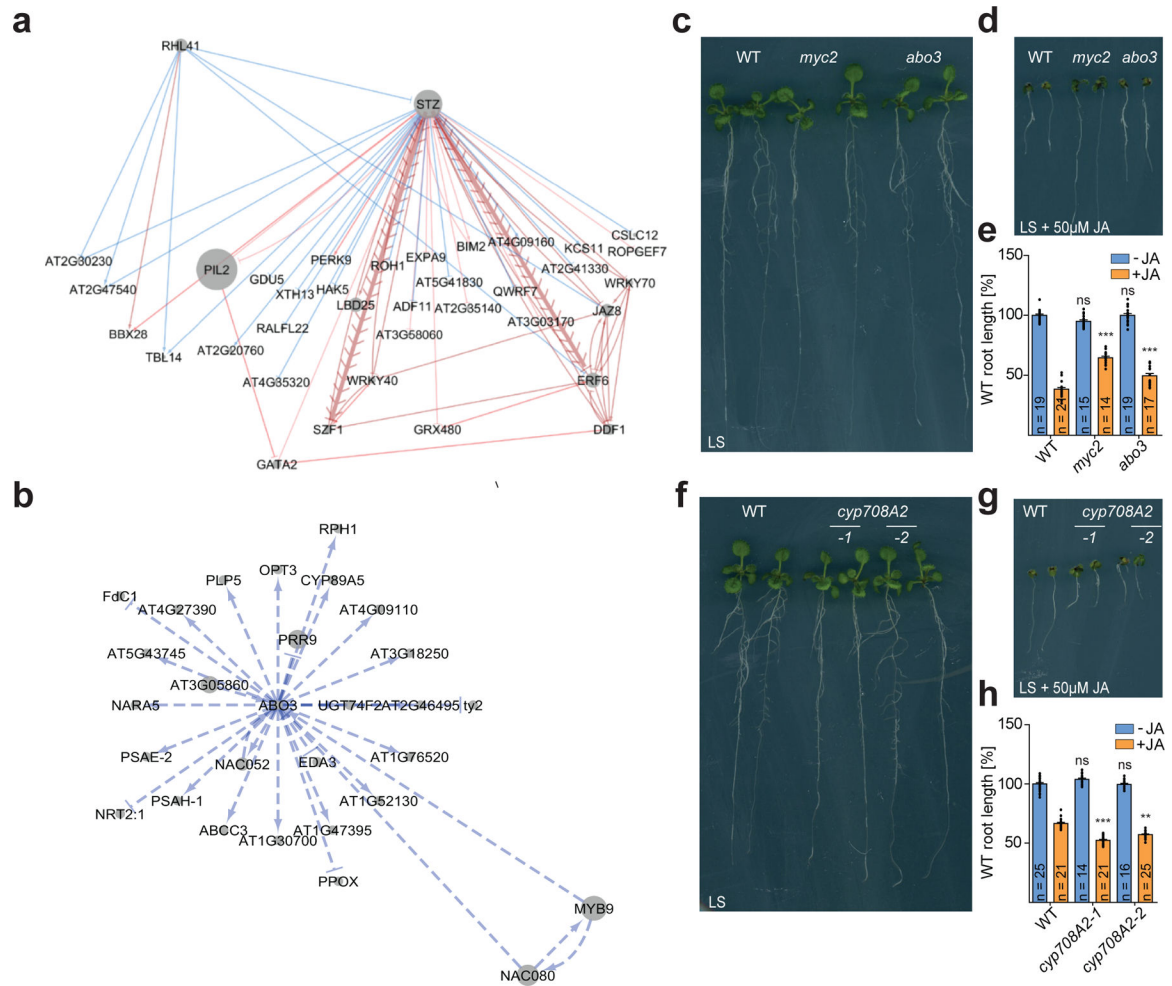 a
RHL41
STZ
AT2G30230
AT2G47540
PIL2
GDU5
PERK9
XTH13
HAK5
ROH1
EXPA9
BIM2
AT4G09160
KCS11
CSLC12
ROPGEF7
AT5G41830
AT2G41330
WRKY70
QWRF7
LBD25
ADF11
AT2G35140
JAZ8
BBX28
RALFL22
AT3G58060
AT3G03170
TBL14
AT2G20760
AT4G35320
WRKY40
ERF6
SZF1
GRX480
DDF1
GATA2
b
RPH1
OPT3
PLP5
CYP89A5
FdC1
AT4G27390
AT4G09110
PRR9
AT5G43745
AT3G18250
AT3G05860
NARA5
ABO3
UGT74F2
AT2G46495
ty2
PSAE-2
NAC052
EDA3
AT1G76520
PSAH-1
AT1G52130
NRT2:1
ABCC3
AT1G30700
AT1G47395
PPOX
MYB9
NAC080
c
WT myc2 abo3
LS
d
WT myc2 abo3
LS + 50µM JA
e
WT root length [%]
150
100
50
- JA
+JA
ns
***
ns
***
n = 19
n = 21
n = 15
n = 14
n = 19
n = 17
WT
myc2
abo3
f
WT cyp708A2
-1 -2
LS
g
WT cyp708A2
-1 -2
LS + 50µM JA
h
WT root length [%]
150
100
50
- JA
+JA
ns
***
ns
**
n = 25
n = 21
n = 14
n = 21
n = 16
n = 25
WT
cyp708A2-1
cyp708A2-2